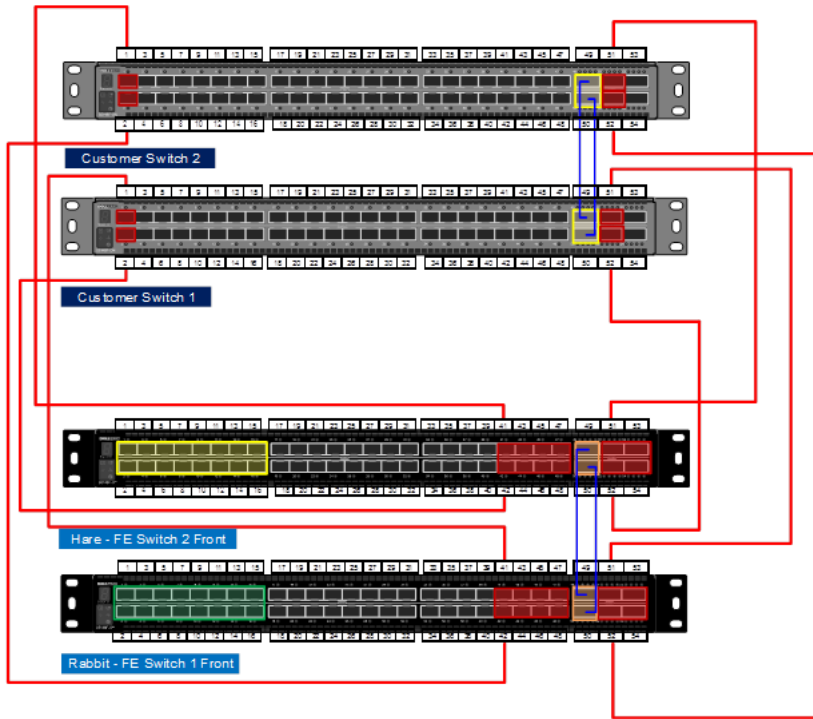 1 3 5 7 9 11 13 15 17 19 21 23 25 27 29 31 33 35 37 39 41 43 45 47 49 51 53
2 4 6 8 10 12 14 16 18 20 22 24 26 28 30 32 34 36 38 40 42 44 46 48 50 52 54
Customer Switch 2
1 3 5 7 9 11 13 15 17 19 21 23 25 27 29 31 33 35 37 39 41 43 45 47 49 51 53
2 4 6 8 10 12 14 16 18 20 22 24 26 28 30 32 34 36 38 40 42 44 46 48 50 52 54
Customer Switch 1
1 3 5 7 9 11 13 15 17 19 21 23 25 27 29 31 33 35 37 39 41 43 45 47 49 51 53
2 4 6 8 10 12 14 16 18 20 22 24 26 28 30 32 34 36 38 40 42 44 46 48 50 52 54
Hare - FE Switch 2 Front
1 3 5 7 9 11 13 15 17 19 21 23 25 27 29 31 33 35 37 39 41 43 45 47 49 51 53
2 4 6 8 10 12 14 16 18 20 22 24 26 28 30 32 34 36 38 40 42 44 46 48 50 52 54
Rabbit - FE Switch 1 Front